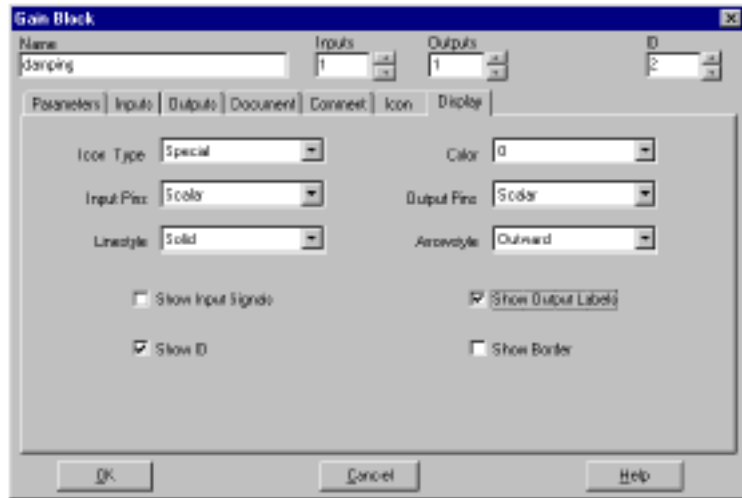 Gain Block
Name Inputs Outputs ID
damping 1 1 2
Parameters Inputs Outputs Document Comment Icon Display
Icon Type Special Color 0
Input Pins Scalar Output Pins Scalar
Linestyle Solid Arrowstyle Outward
Show Input Signals Show Output Labels
Show ID Show Border
OK Cancel Help